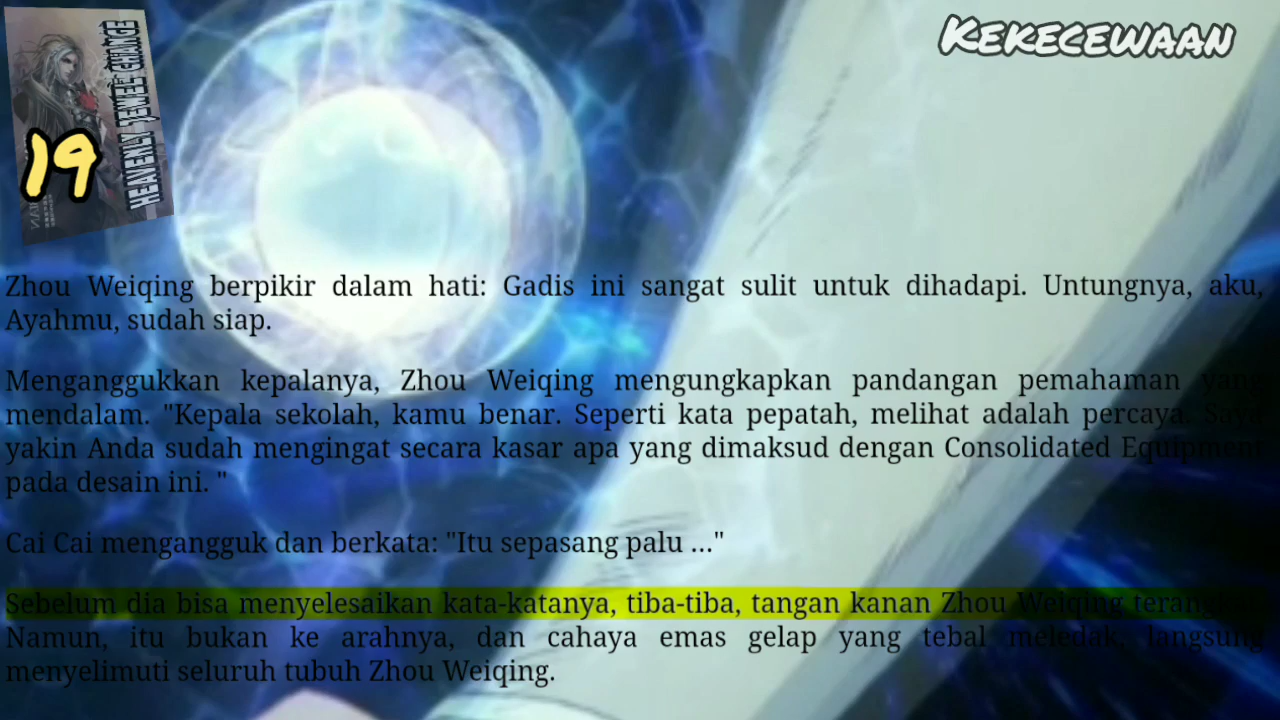 Kekecewaan
HEAVENLY JEWEL CHANGE
19
Zhou Weiqing berpikir dalam hati: Gadis ini sangat sulit untuk dihadapi. Untungnya, aku,
Ayahmu, sudah siap.
Menganggukkan kepalanya, Zhou Weiqing mengungkapkan pandangan pemahaman yang
mendalam. "Kepala sekolah, kamu benar. Seperti kata pepatah, melihat adalah percaya. Saya
yakin Anda sudah mengingat secara kasar apa yang dimaksud dengan Consolidated Equipment
pada desain ini. "
Cai Cai mengangguk dan berkata: "Itu sepasang palu ..."
Sebelum dia bisa menyelesaikan kata-katanya, tiba-tiba, tangan kanan Zhou Weiqing
Namun, itu bukan ke arahnya, dan cahaya emas gelap yang tebal meledak, langsung
menyelimuti seluruh tubuh Zhou Weiqing.